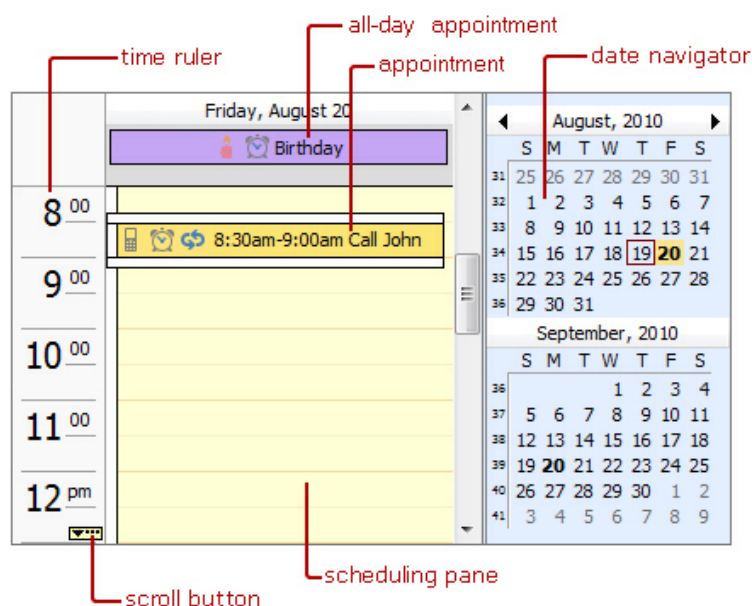 all-day appointment
time ruler
appointment
date navigator
Friday, August 20
Birthday
8 00
8:30am-9:00am Call John
9 00
10 00
11 00
12 pm
August, 2010
S M T W T F S
31 25 26 27 28 29 30 31
32 1 2 3 4 5 6 7
33 8 9 10 11 12 13 14
34 15 16 17 18 19 20 21
35 22 23 24 25 26 27 28
36 29 30 31
September, 2010
S M T W T F S
36 1 2 3 4
37 5 6 7 8 9 10 11
38 12 13 14 15 16 17 18
39 19 20 21 22 23 24 25
40 26 27 28 29 30 1 2
41 3 4 5 6 7 8 9
scheduling pane
scroll button